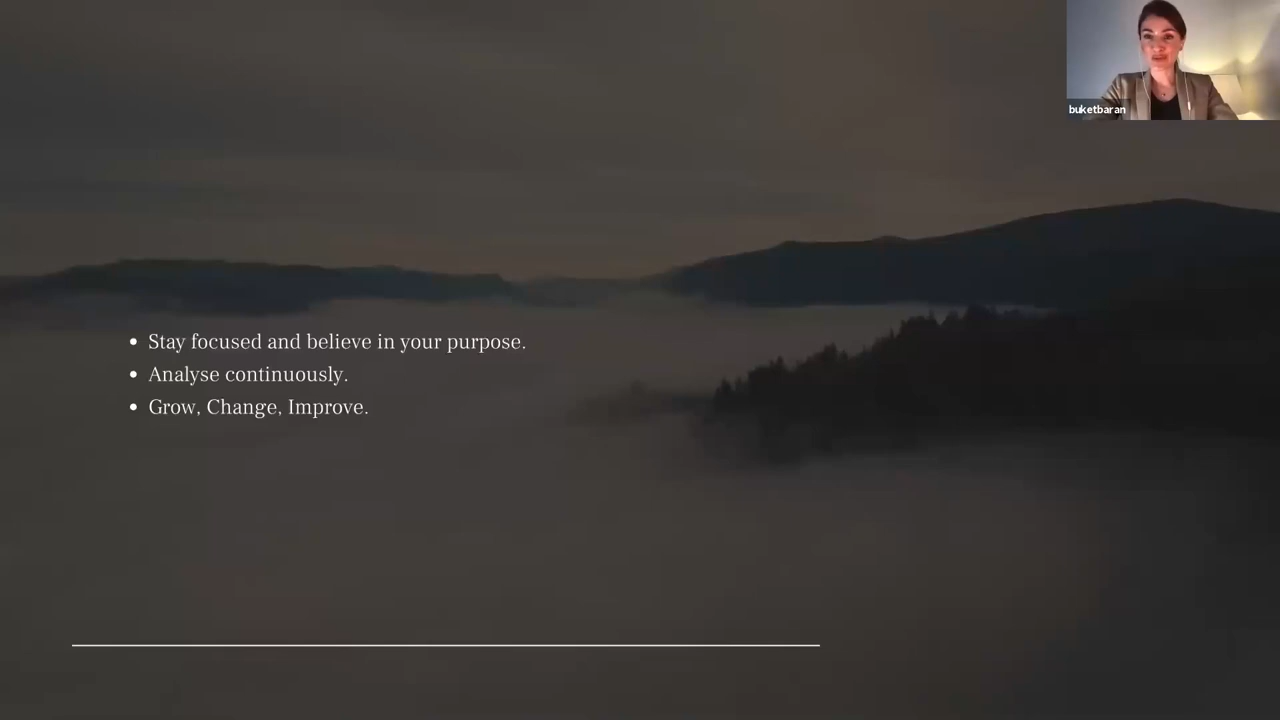 buketbaran
• Stay focused and believe in your purpose.
• Analyse continuously.
• Grow, Change, Improve.